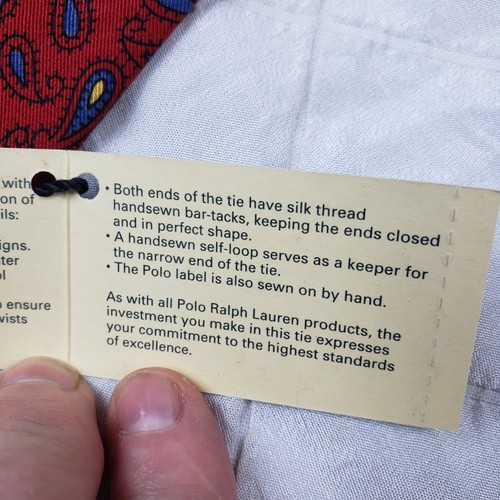 with
on of
ils:
igns.
ter
ol
o ensure
wists
• Both ends of the tie have silk thread
handsewn bar-tacks, keeping the ends closed
and in perfect shape.
• A handsewn self-loop serves as a keeper for
the narrow end of the tie.
• The Polo label is also sewn on by hand.
As with all Polo Ralph Lauren products, the
investment you make in this tie expresses
your commitment to the highest standards
of excellence.